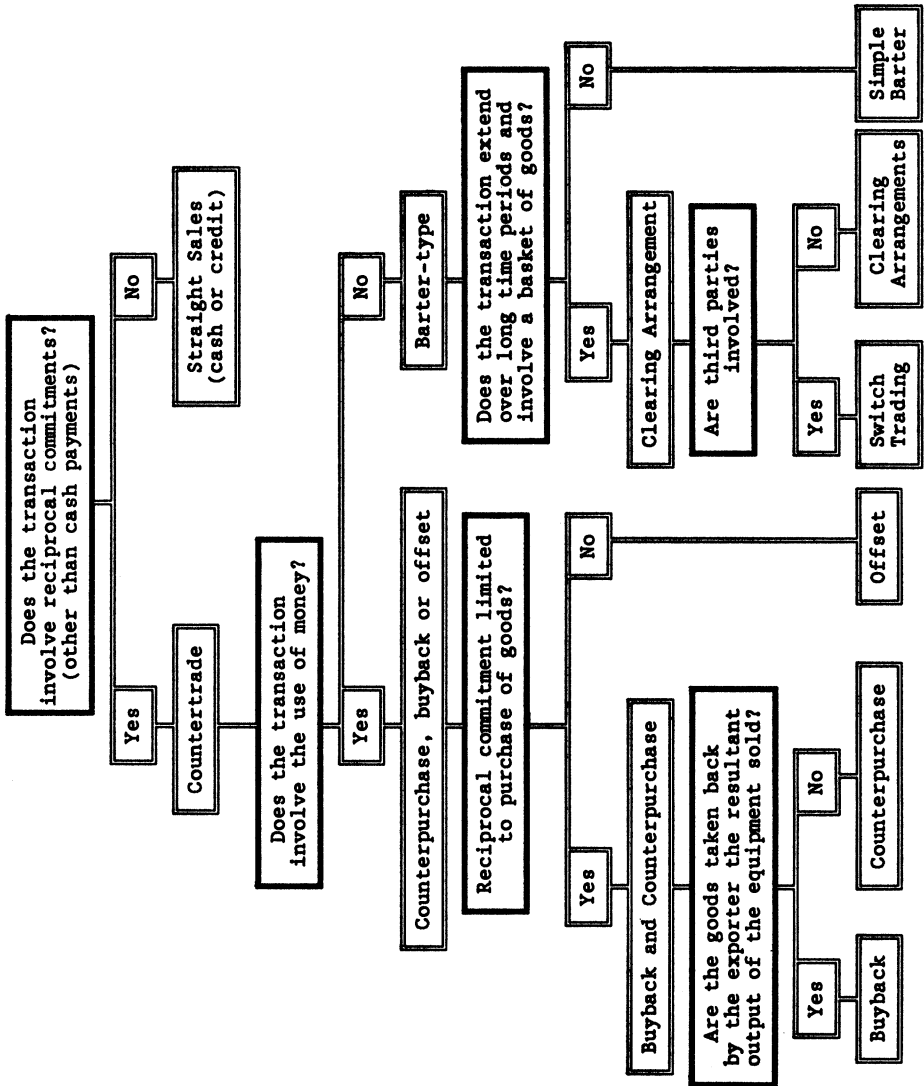 Does the transaction
involve reciprocal commitments?
(other than cash payments)
Yes
No
Countertrade
Straight Sales
(cash or credit)
Does the transaction
involve the use of money?
Yes
No
Counterpurchase, buyback or offset
Barter-type
Reciprocal commitment limited
to purchase of goods?
Does the transaction extend
over long time periods and
involve a basket of goods?
Yes
No
Yes
No
Buyback and Counterpurchase
Clearing Arrangement
Are the goods taken back
by the exporter the resultant
output of the equipment sold?
Are third parties
involved?
Yes
No
Yes
No
Buyback
Counterpurchase
Offset
Switch
Trading
Clearing
Arrangements
Simple
Barter